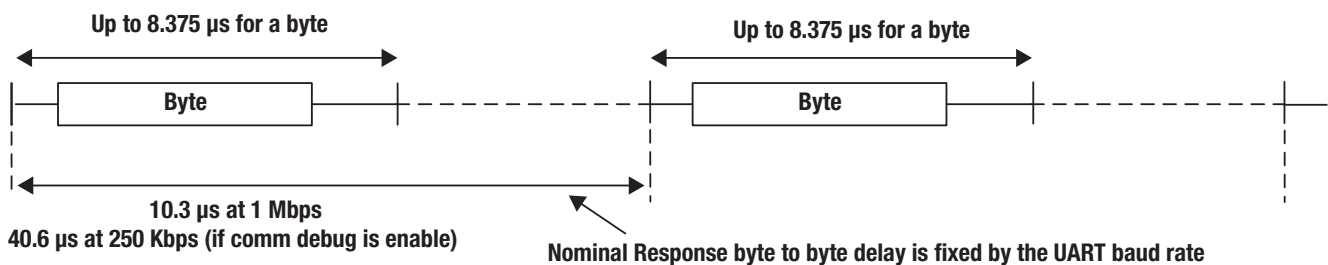 Up to 8.375 µs for a byte
Up to 8.375 µs for a byte
Byte
Byte
10.3 µs at 1 Mbps
40.6 µs at 250 Kbps (if comm debug is enable)
Nominal Response byte to byte delay is fixed by the UART baud rate